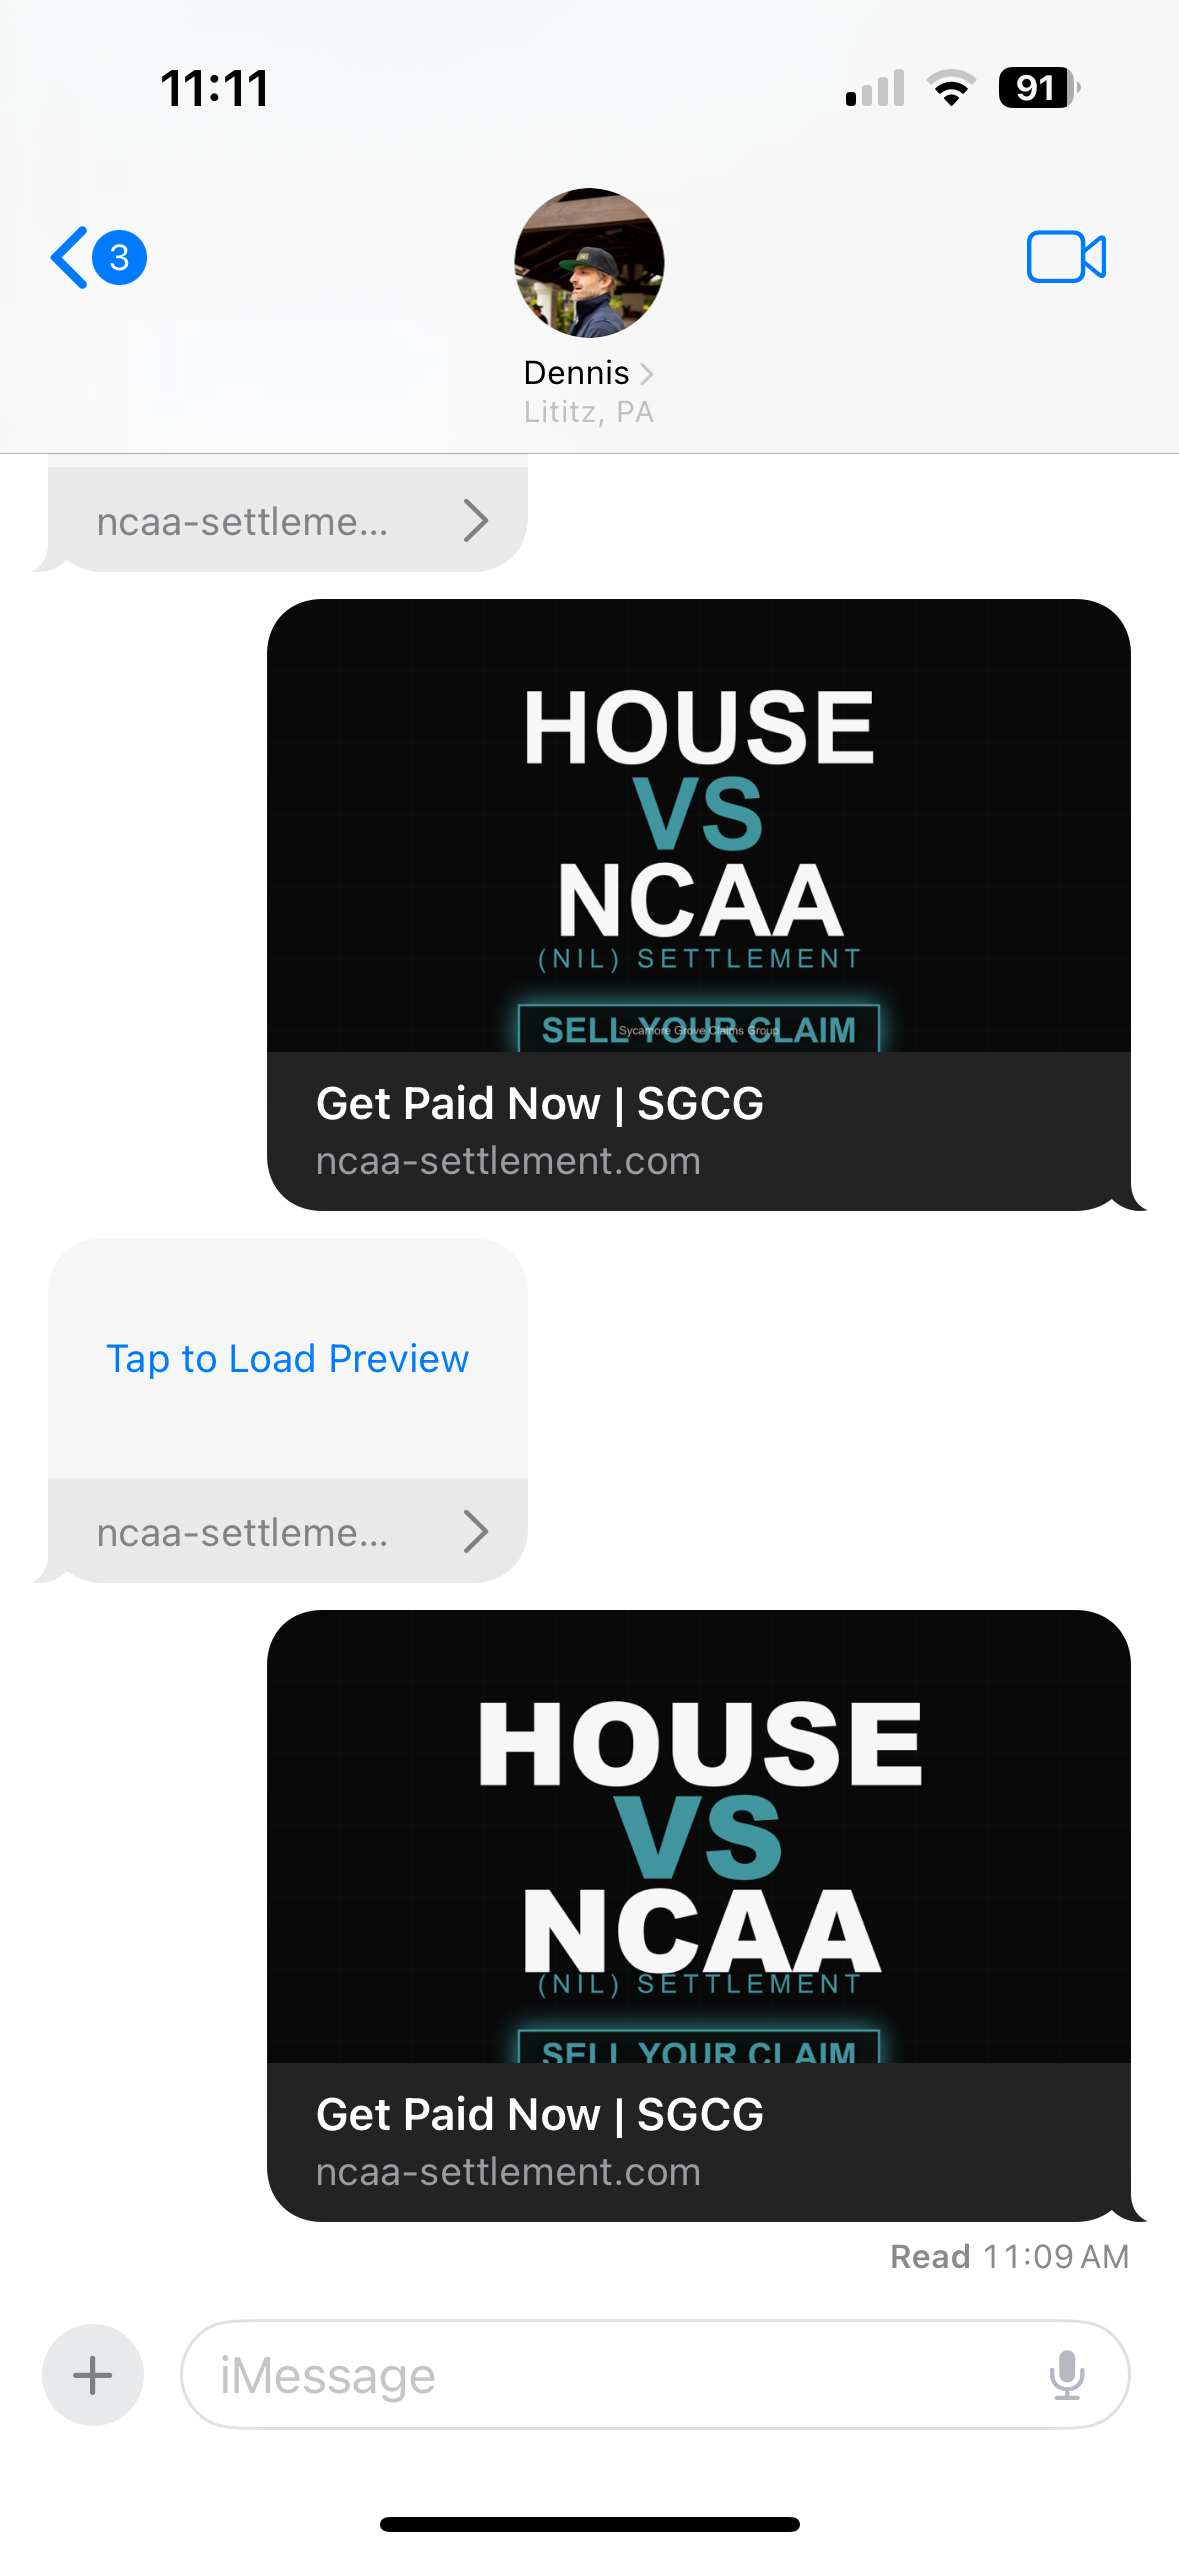 11:11
91
3
Dennis
Lititz, PA
ncaa-settleme...
HOUSE
VS
NCAA
(NIL) SETTLEMENT
SELL YOUR CLAIM
Sycamore Grove Claims Group
Get Paid Now | SGCG
ncaa-settlement.com
Tap to Load Preview
ncaa-settleme...
HOUSE
VS
NCAA
(NIL) SETTLEMENT
SELL YOUR CLAIM
Get Paid Now | SGCG
ncaa-settlement.com
Read 11:09 AM
iMessage